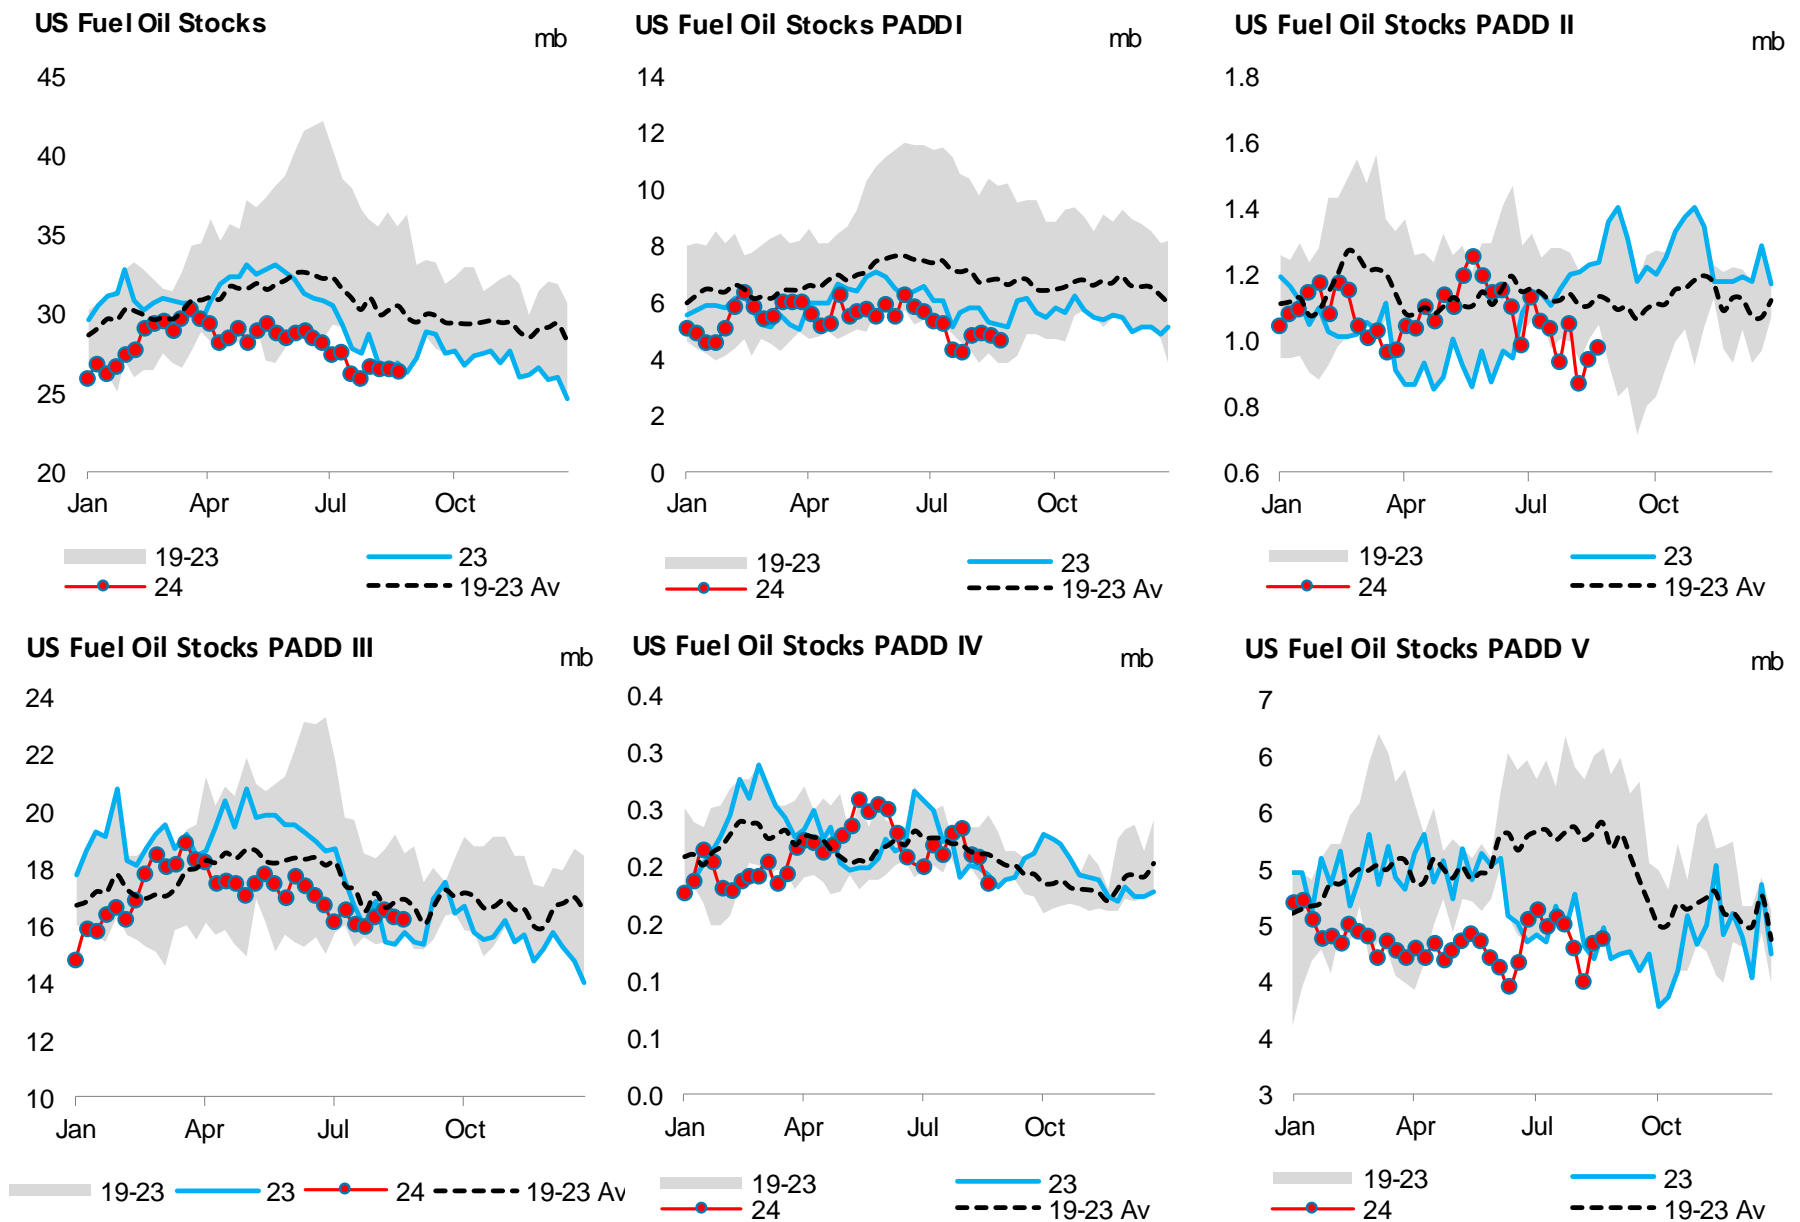 US Fuel Oil Stocks
mb
45
40
35
30
25
20
Jan Apr Jul Oct
19-23 23
24 19-23 Av
US Fuel Oil Stocks PADD I
mb
14
12
10
8
6
4
2
0
Jan Apr Jul Oct
19-23 23
24 19-23 Av
US Fuel Oil Stocks PADD II
mb
1.8
1.6
1.4
1.2
1.0
0.8
0.6
Jan Apr Jul Oct
19-23 23
24 19-23 Av
US Fuel Oil Stocks PADD III
mb
24
22
20
18
16
14
12
10
Jan Apr Jul Oct
19-23 23 24 19-23 Av
US Fuel Oil Stocks PADD IV
mb
0.4
0.3
0.3
0.2
0.2
0.1
0.1
0.0
Jan Apr Jul Oct
19-23 23
24 19-23 Av
US Fuel Oil Stocks PADD V
mb
7
6
6
5
5
4
4
3
Jan Apr Jul Oct
19-23 23
24 19-23 Av